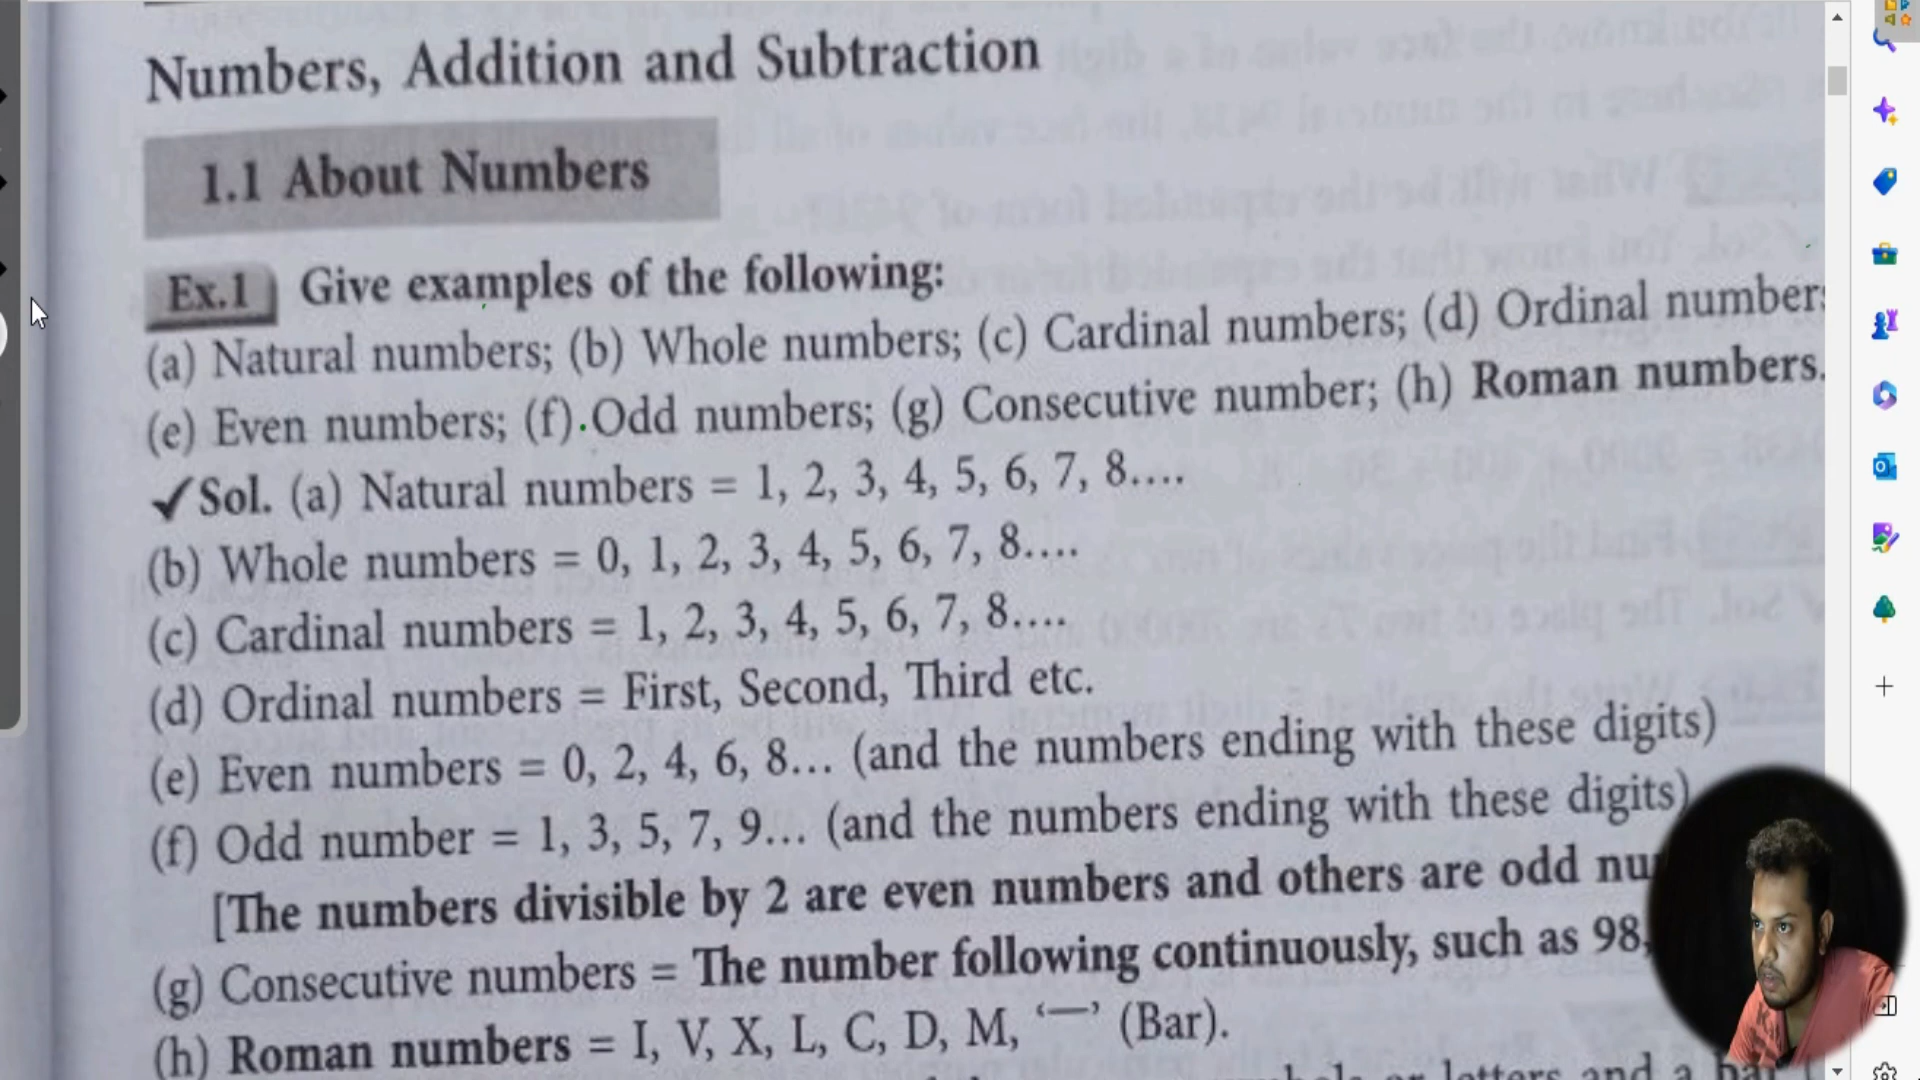 Numbers, Addition and Subtraction
1.1 About Numbers
Ex.1 Give examples of the following:
(a) Natural numbers; (b) Whole numbers; (c) Cardinal numbers; (d) Ordinal numbers
(e) Even numbers; (f) Odd numbers; (g) Consecutive number; (h) Roman numbers.
✓Sol. (a) Natural numbers = 1, 2, 3, 4, 5, 6, 7, 8....
(b) Whole numbers = 0, 1, 2, 3, 4, 5, 6, 7, 8....
(c) Cardinal numbers = 1, 2, 3, 4, 5, 6, 7, 8....
(d) Ordinal numbers = First, Second, Third etc.
(e) Even numbers = 0, 2, 4, 6, 8... (and the numbers ending with these digits)
(f) Odd number = 1, 3, 5, 7, 9... (and the numbers ending with these digits)
[The numbers divisible by 2 are even numbers and others are odd nu
(g) Consecutive numbers = The number following continuously, such as 98,
(h) Roman numbers = I, V, X, L, C, D, M, ‘—’ (Bar).
or letters and a bar